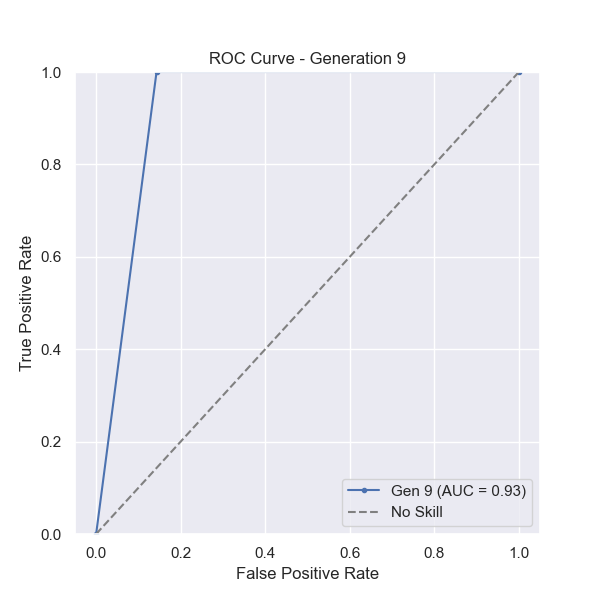 ROC Curve - Generation 9
1.0
0.8
0.6
0.4
0.2
0.0
True Positive Rate
Gen 9 (AUC = 0.93)
No Skill
0.0 0.2 0.4 0.6 0.8 1.0
False Positive Rate